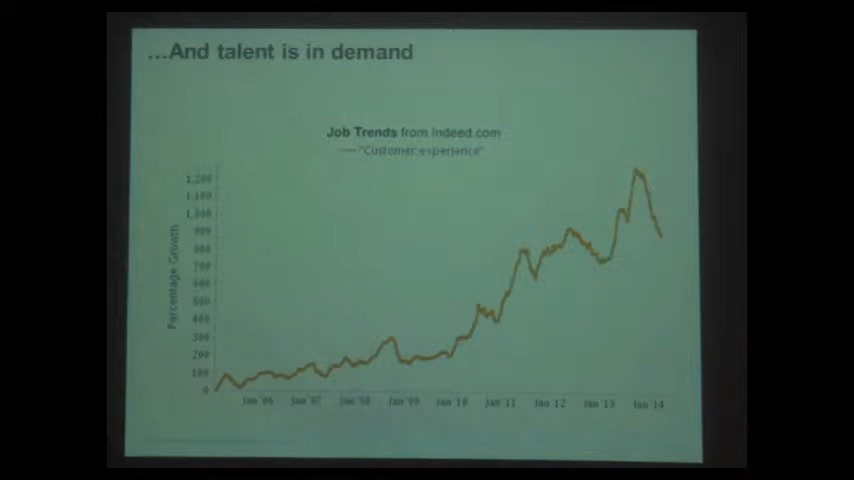 ...And talent is in demand
Job Trends from indeed.com
"Customer experience"
Percentage Growth
1,200
1,100
1,000
900
800
700
600
500
400
300
200
100
0
Jan '06 Jan '07 Jan '08 Jan '09 Jan '10 Jan '11 Jan '12 Jan '13 Jan '14